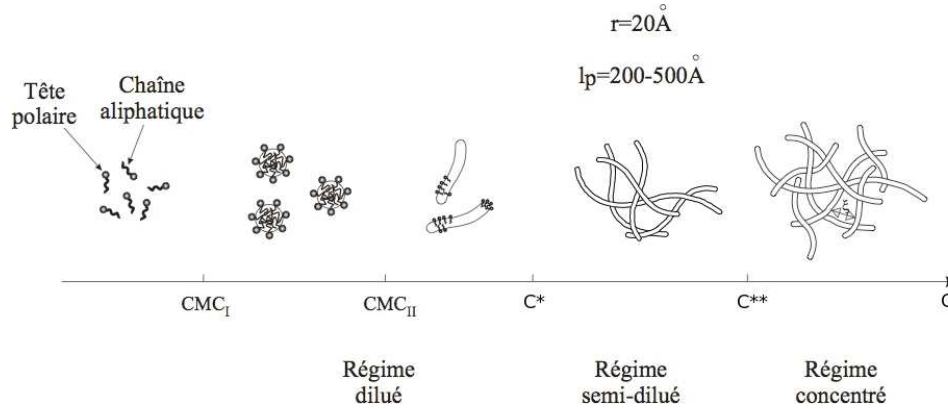 r=20Å
lp=200-500Å
Tête
polaire
Chaîne
aliphatique
ξ
CMC_I
CMC_II
C*
C**
C
Régime
dilué
Régime
semi-dilué
Régime
concentré